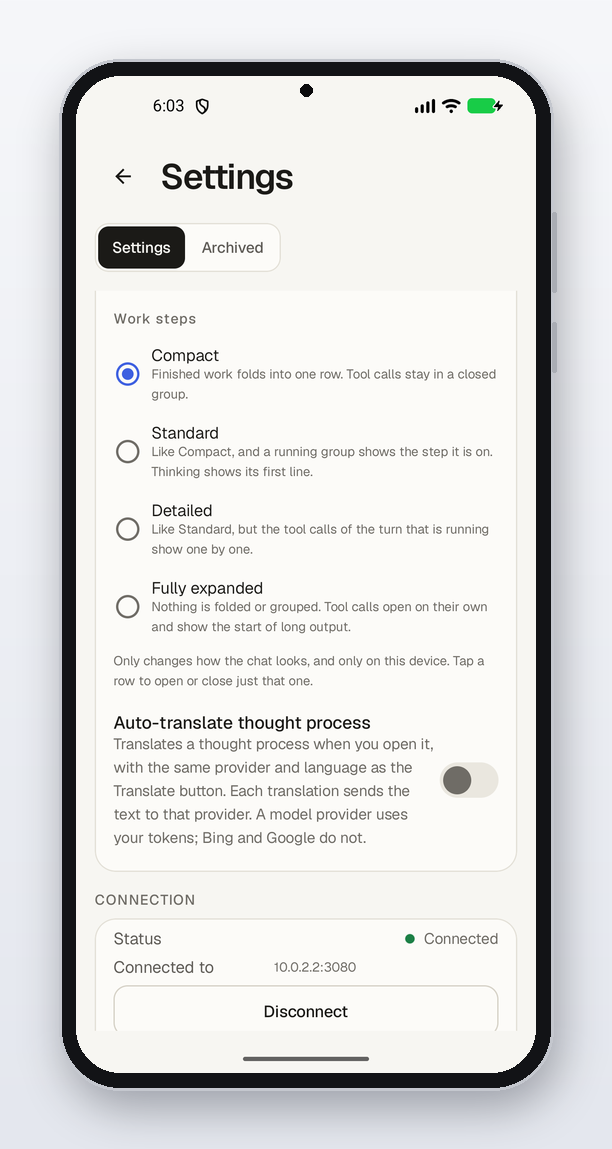 6:03
Settings
Settings
Archived
Work steps
Compact
Finished work folds into one row. Tool calls stay in a closed
group.
Standard
Like Compact, and a running group shows the step it is on.
Thinking shows its first line.
Detailed
Like Standard, but the tool calls of the turn that is running
show one by one.
Fully expanded
Nothing is folded or grouped. Tool calls open on their own
and show the start of long output.
Only changes how the chat looks, and only on this device. Tap a
row to open or close just that one.
Auto-translate thought process
Translates a thought process when you open it,
with the same provider and language as the
Translate button. Each translation sends the
text to that provider. A model provider uses
your tokens; Bing and Google do not.
CONNECTION
Status
Connected
Connected to
10.0.2.2:3080
Disconnect